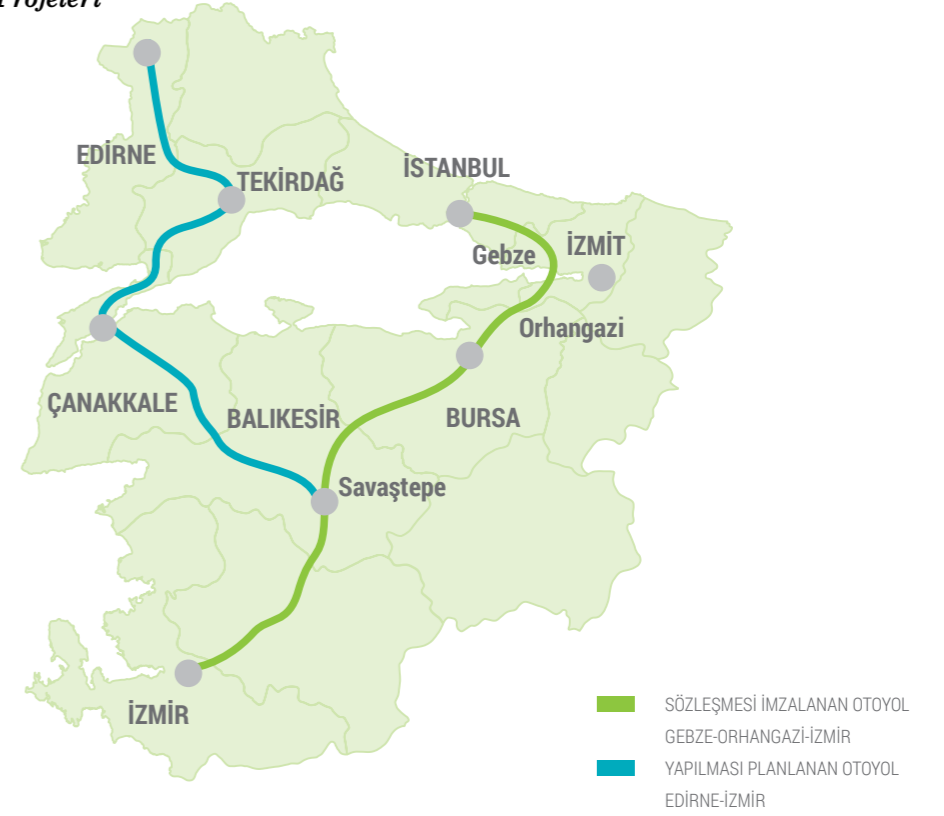 EDİRNE
TEKİRDAĞ
İSTANBUL
Gebze
İZMİT
Orhangazi
ÇANAKKALE
BALIKESİR
BURSA
Savaştepe
İZMİR
SÖZLEŞMESİ İMZALANAN OTOYOL
GEBZE-ORHANGAZİ-İZMİR
YAPILMASI PLANLANAN OTOYOL
EDİRNE-İZMİR